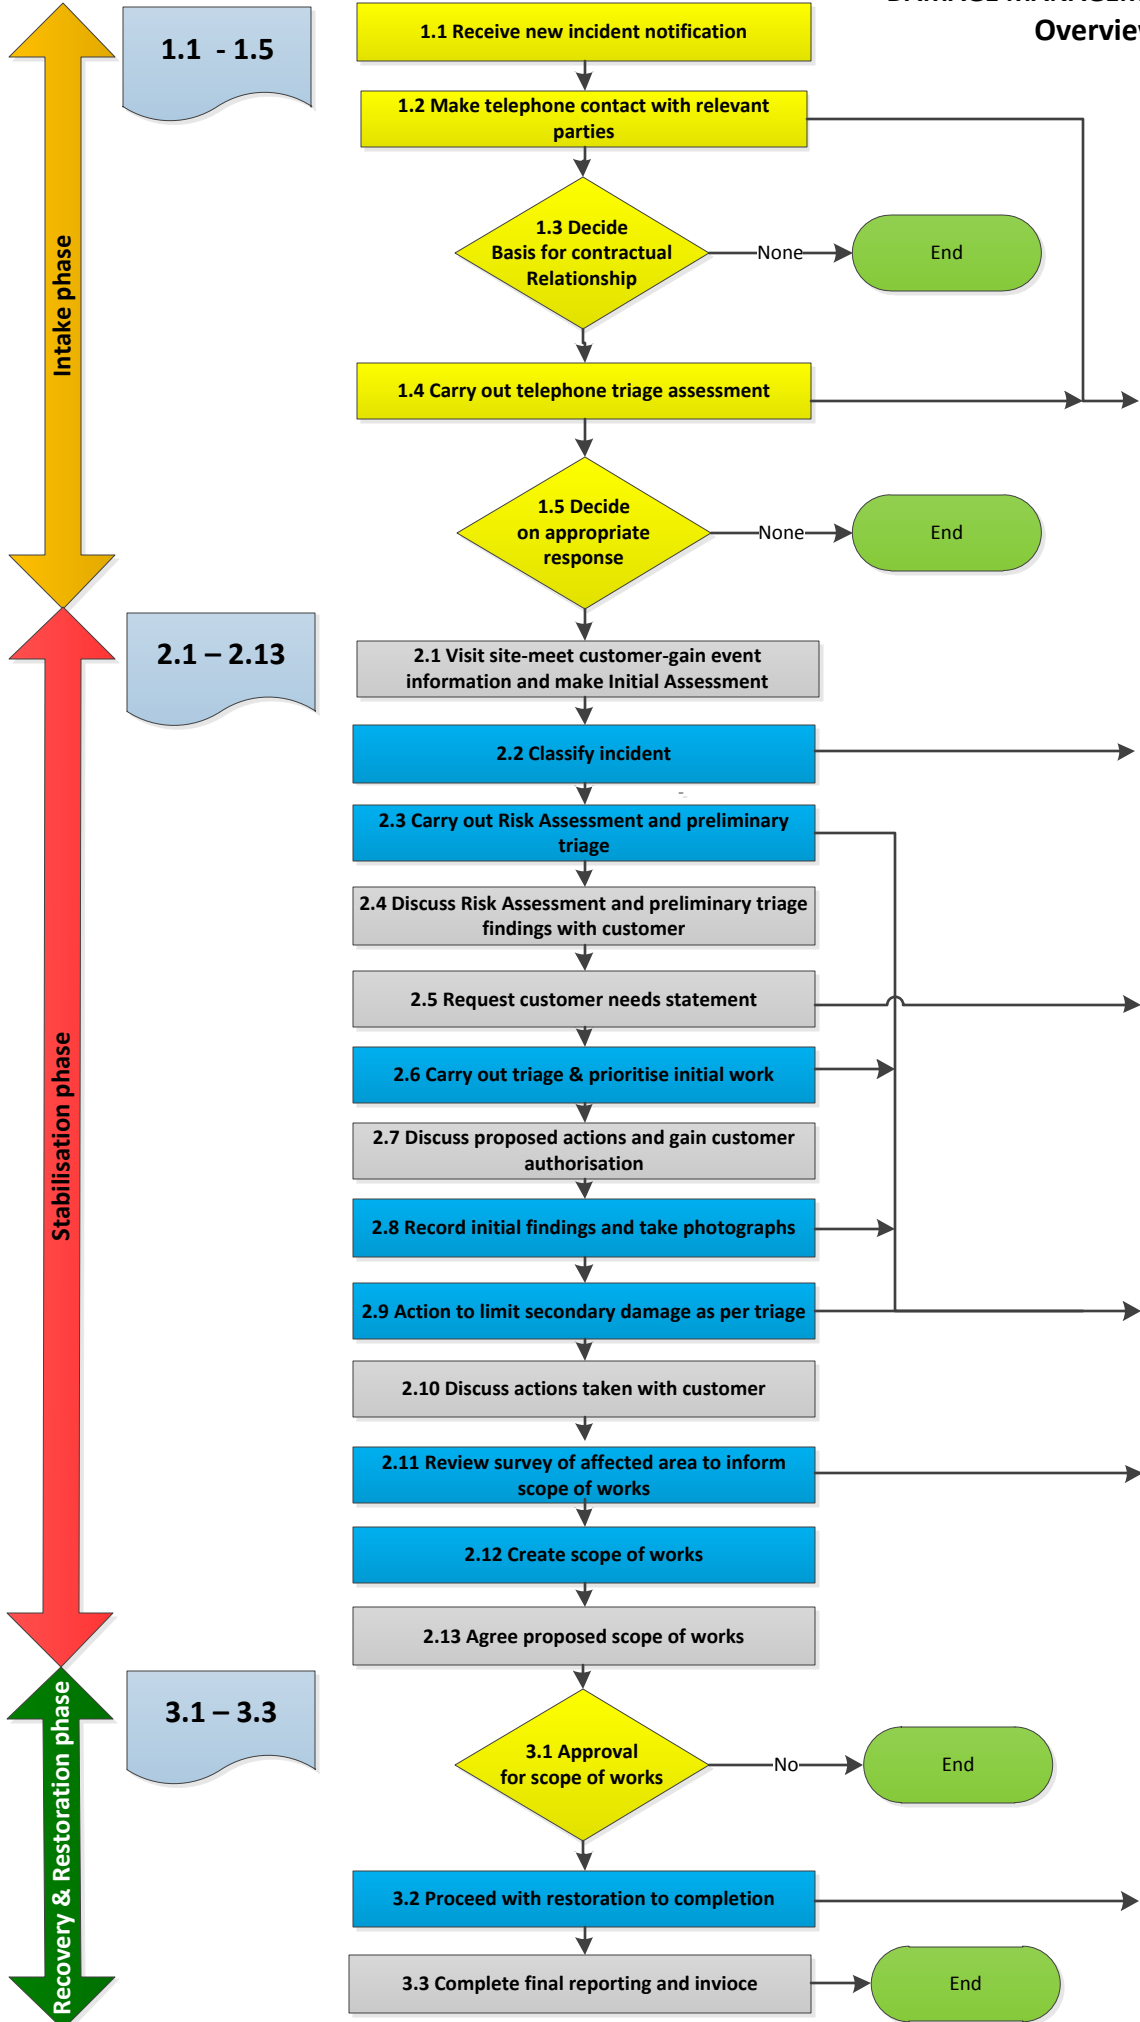 Overview
1.1 - 1.5
1.1 Receive new incident notification
1.2 Make telephone contact with relevant
parties
1.3 Decide
Basis for contractual
Relationship
None
End
Intake phase
1.4 Carry out telephone triage assessment
1.5 Decide
on appropriate
response
None
End
2.1 – 2.13
2.1 Visit site-meet customer-gain event
information and make Initial Assessment
2.2 Classify incident
2.3 Carry out Risk Assessment and preliminary
triage
2.4 Discuss Risk Assessment and preliminary triage
findings with customer
2.5 Request customer needs statement
Stabilisation phase
2.6 Carry out triage & prioritise initial work
2.7 Discuss proposed actions and gain customer
authorisation
2.8 Record initial findings and take photographs
2.9 Action to limit secondary damage as per triage
2.10 Discuss actions taken with customer
2.11 Review survey of affected area to inform
scope of works
2.12 Create scope of works
2.13 Agree proposed scope of works
3.1 – 3.3
3.1 Approval
for scope of works
No
End
Recovery & Restoration phase
3.2 Proceed with restoration to completion
3.3 Complete final reporting and invioce
End